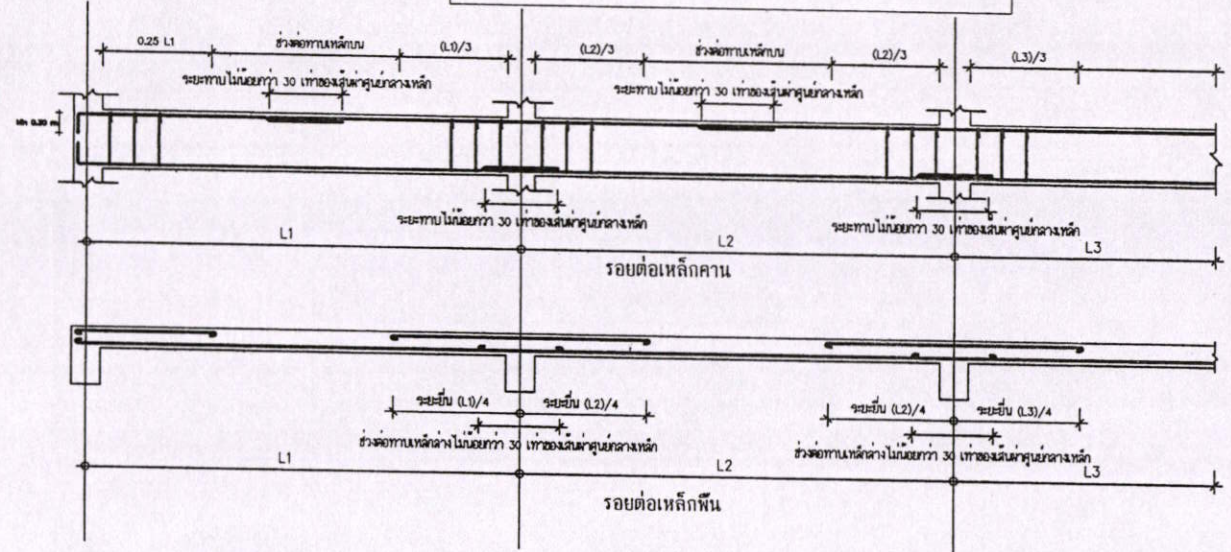 0.25 L1
ช่วงต่อทาบเหล็กบน
(L1)/3
(L2)/3
ช่วงต่อทาบเหล็กบน
(L2)/3
(L3)/3
ระยะทาบไม่น้อยกว่า 30 เท่าของเส้นผ่าศูนย์กลางเหล็ก
ระยะทาบไม่น้อยกว่า 30 เท่าของเส้นผ่าศูนย์กลางเหล็ก
ระยะทาบไม่น้อยกว่า 30 เท่าของเส้นผ่าศูนย์กลางเหล็ก
ระยะทาบไม่น้อยกว่า 30 เท่าของเส้นผ่าศูนย์กลางเหล็ก
L1
L2
L3
รอยต่อเหล็กคาน
ระยะยื่น (L1)/4
ระยะยื่น (L2)/4
ระยะยื่น (L2)/4
ระยะยื่น (L3)/4
ช่วงต่อทาบเหล็กล่างไม่น้อยกว่า 30 เท่าของเส้นผ่าศูนย์กลางเหล็ก
ช่วงต่อทาบเหล็กล่างไม่น้อยกว่า 30 เท่าของเส้นผ่าศูนย์กลางเหล็ก
L1
L2
L3
รอยต่อเหล็กพื้น